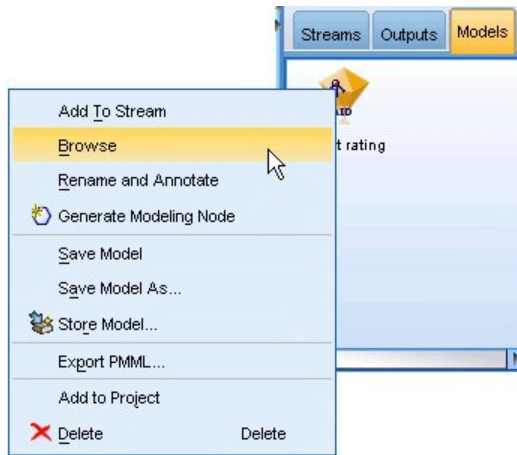 Streams Outputs Models
t rating
Add To Stream
Browse
Rename and Annotate
Generate Modeling Node
Save Model
Save Model As...
Store Model...
Export PMML...
Add to Project
Delete Delete